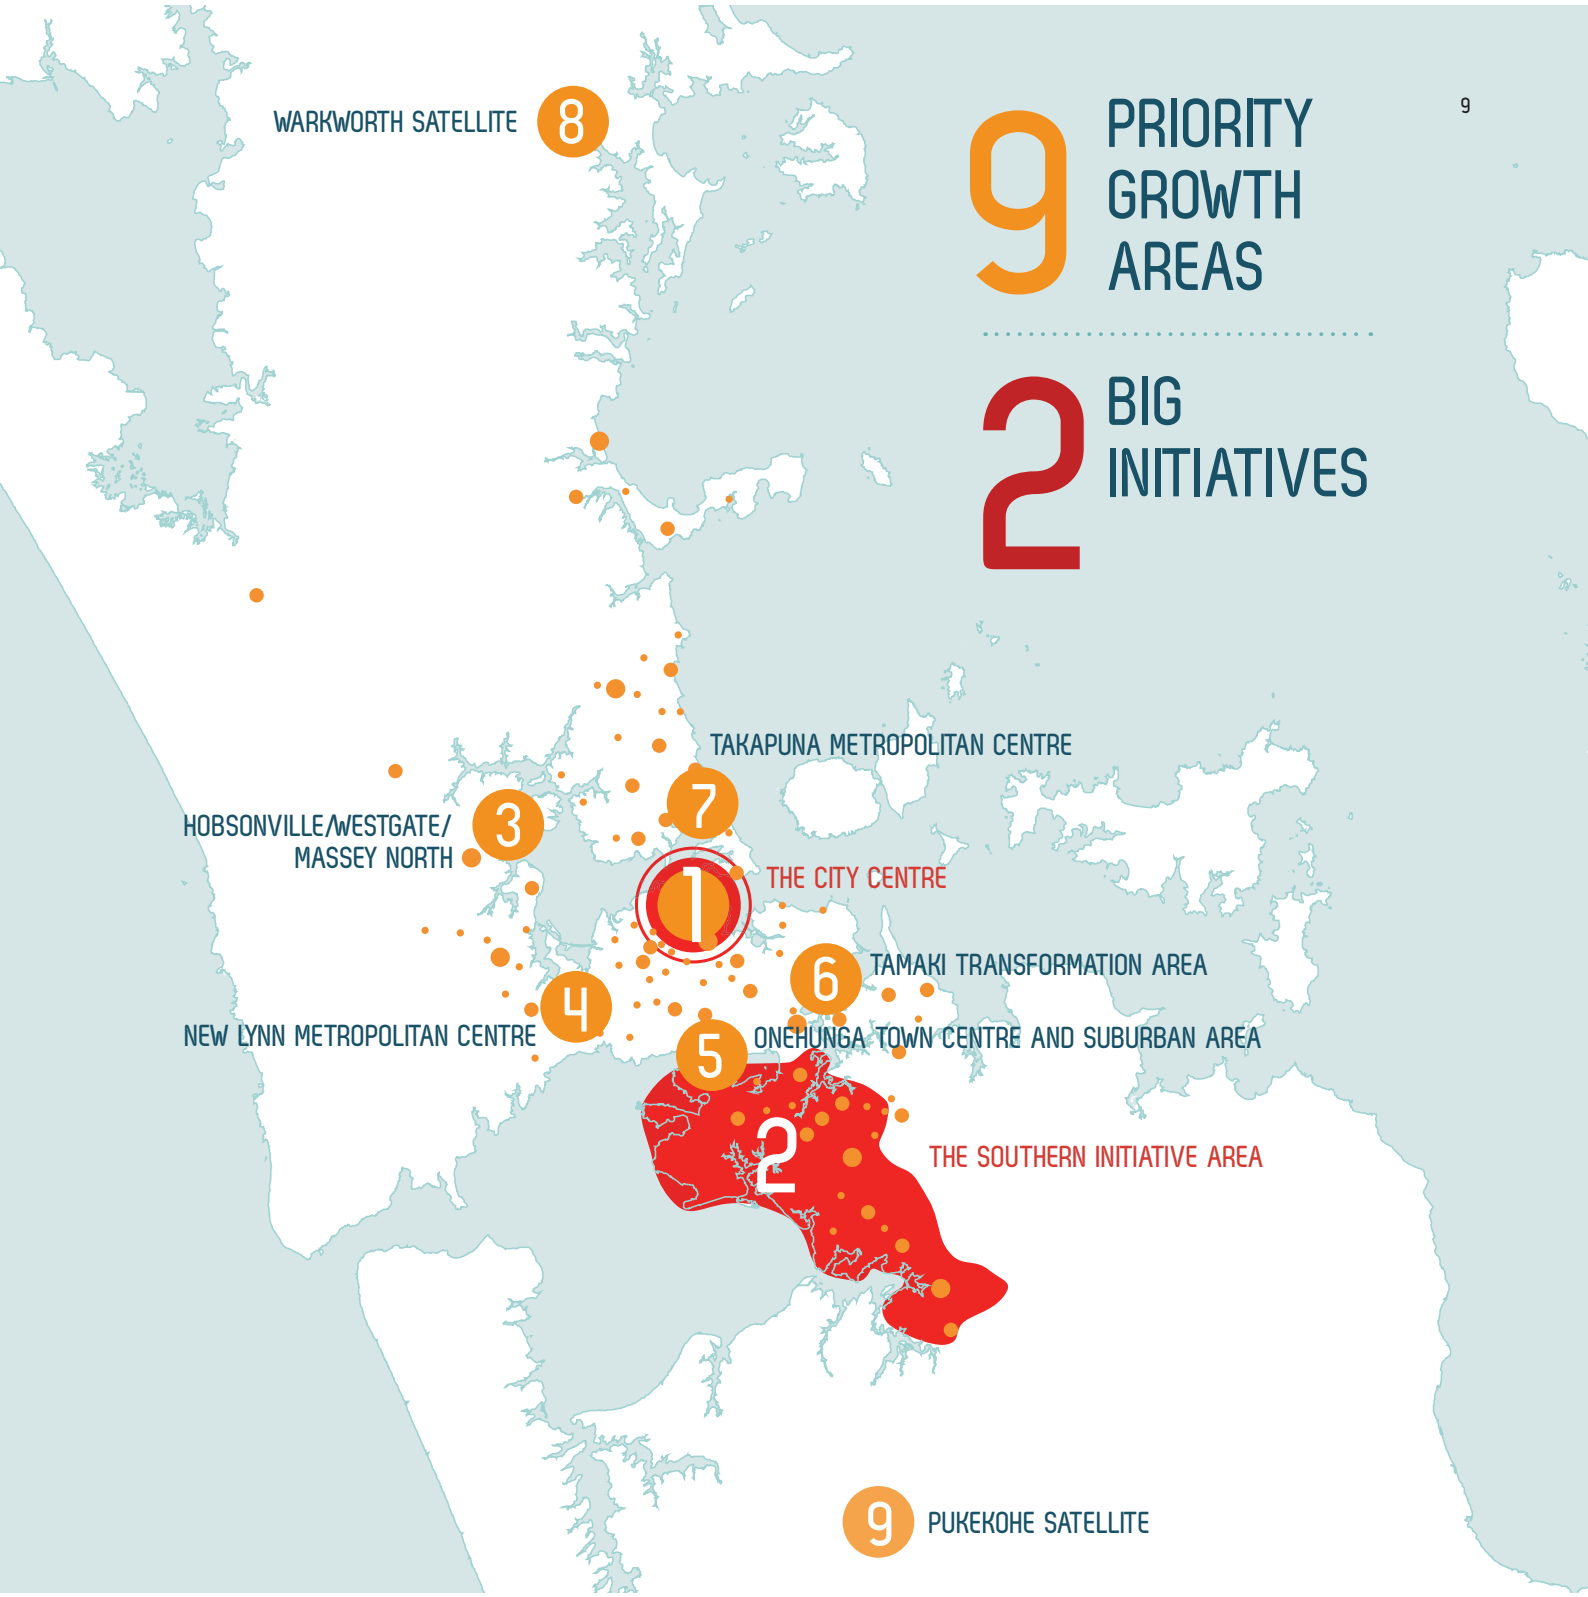 9
9 PRIORITY
GROWTH
AREAS
2 BIG
INITIATIVES
WARKWORTH SATELLITE 8
TAKAPUNA METROPOLITAN CENTRE
7
HOBSONVILLE/WESTGATE/
MASSEY NORTH
3
1
THE CITY CENTRE
6 TAMAKI TRANSFORMATION AREA
4
NEW LYNN METROPOLITAN CENTRE
5 ONEHUNGA TOWN CENTRE AND SUBURBAN AREA
2
THE SOUTHERN INITIATIVE AREA
9 PUKEKOHE SATELLITE